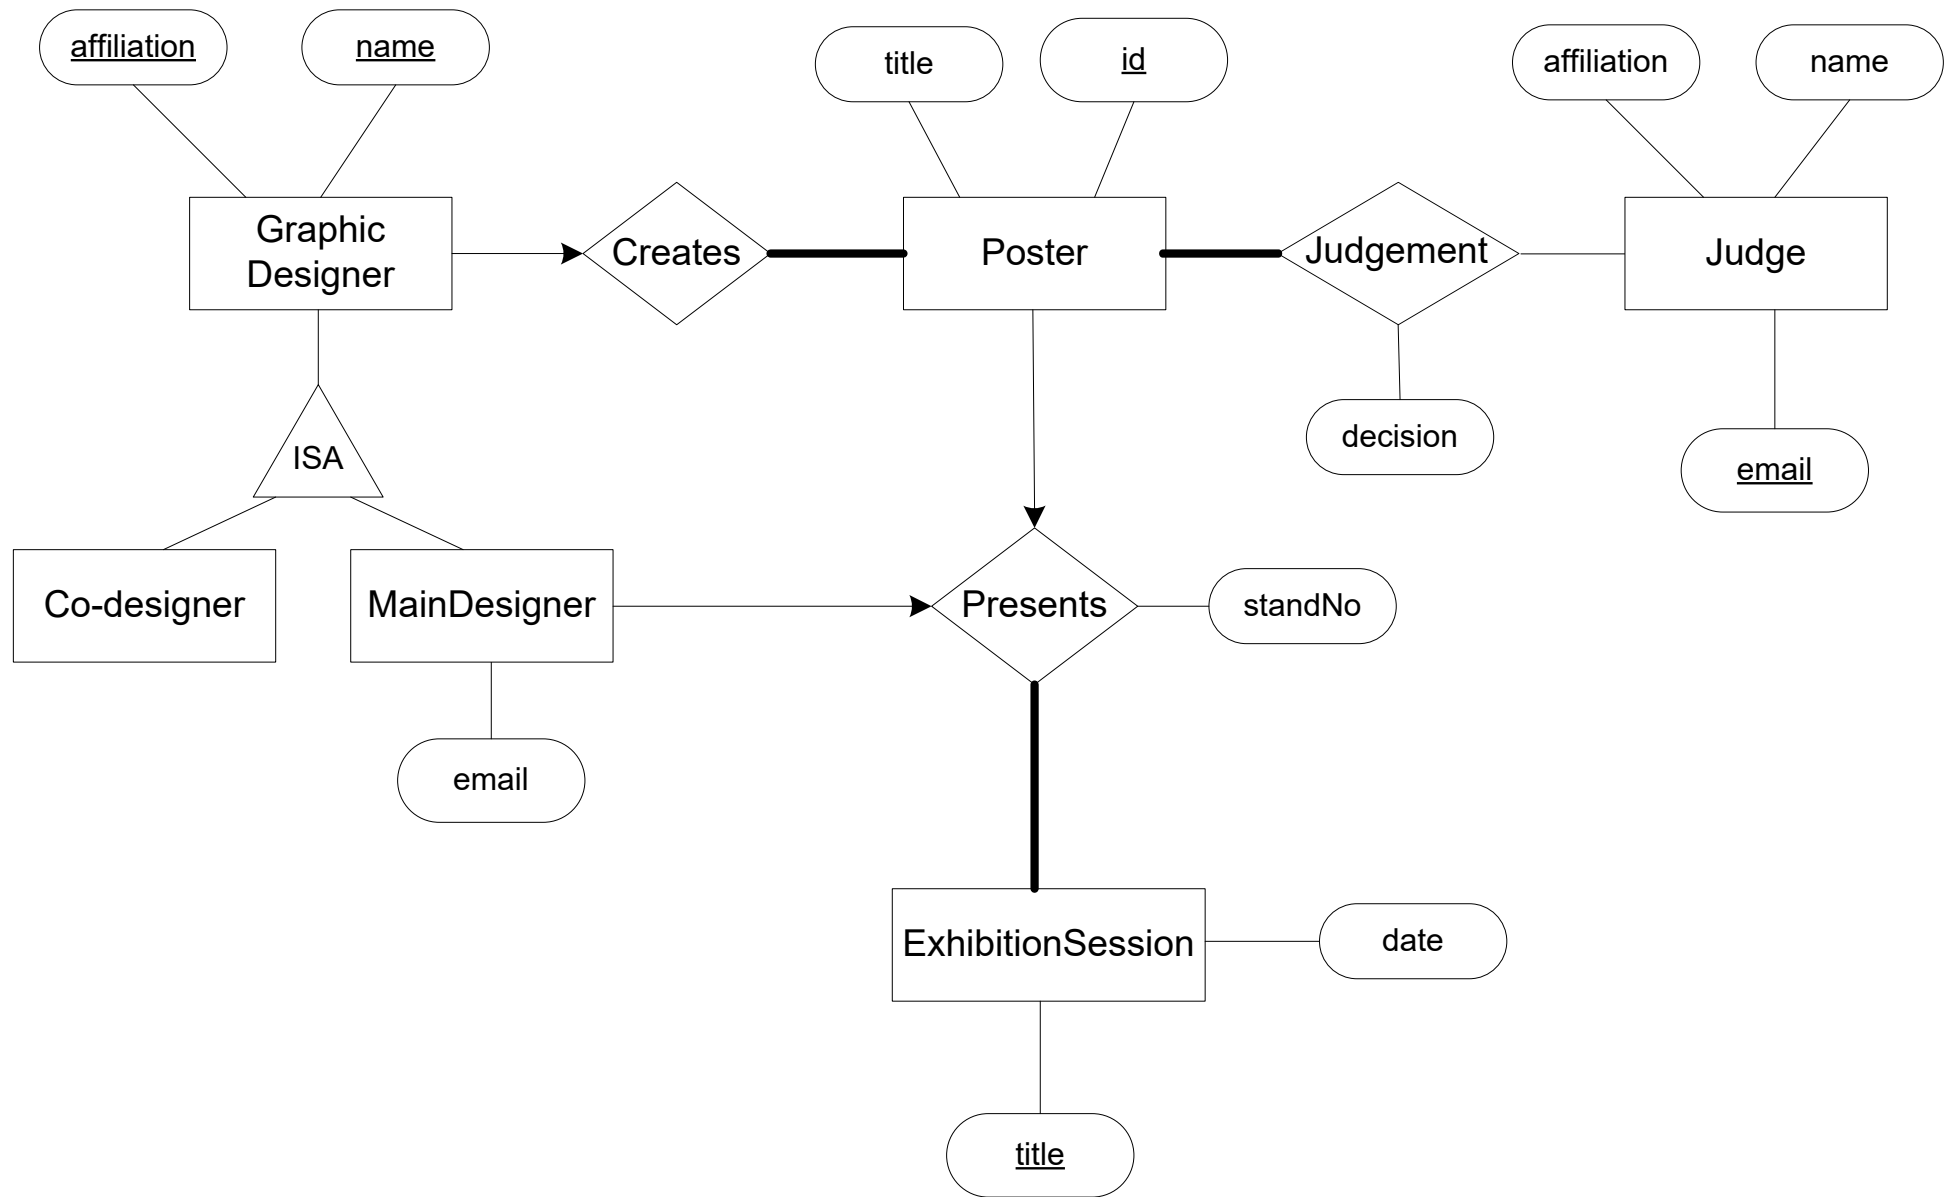 affiliation
name
title
id
affiliation
name
Graphic
Designer
Creates
Poster
Judgement
Judge
decision
email
ISA
Co-designer
MainDesigner
Presents
standNo
email
ExhibitionSession
date
title